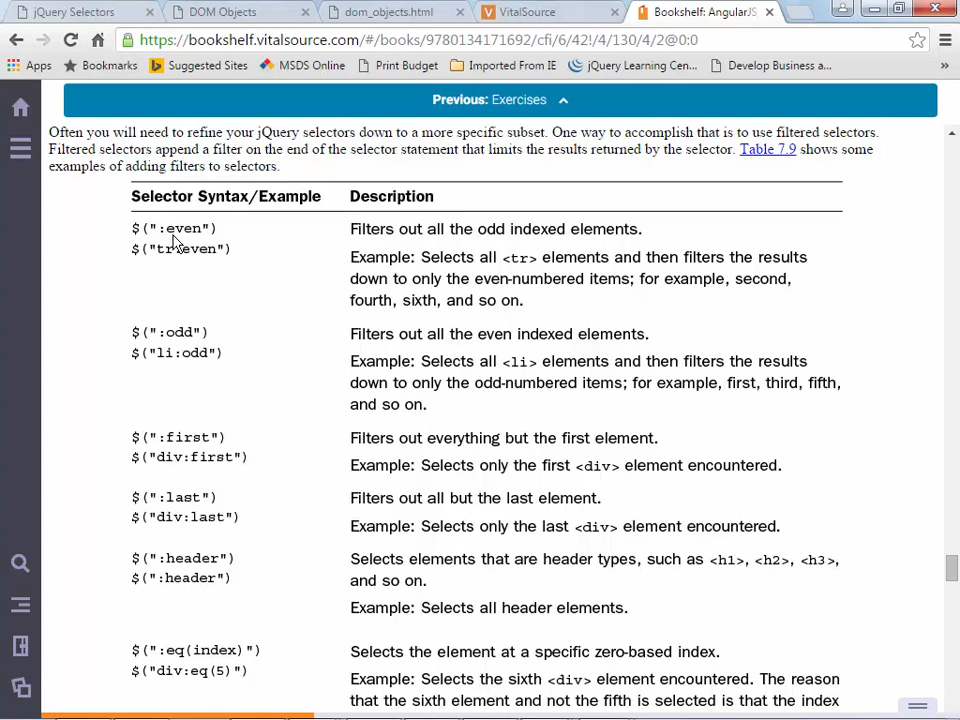 jQuery Selectors
DOM Objects
dom_objects.html
VitalSource
Bookshelf: AngularJS
https://bookshelf.vitalsource.com/#/books/9780134171692/cfi/6/42!/4/130/4/2@0:0
Apps
Bookmarks
Suggested Sites
MSDS Online
Print Budget
Imported From IE
jQuery Learning Cen...
Develop Business a...
Previous: Exercises
Often you will need to refine your jQuery selectors down to a more specific subset. One way to accomplish that is to use filtered selectors.
Filtered selectors append a filter on the end of the selector statement that limits the results returned by the selector. Table 7.9 shows some
examples of adding filters to selectors.
Selector Syntax/Example Description
$(":even") Filters out all the odd indexed elements.
$("tr:even")
Example: Selects all <tr> elements and then filters the results
down to only the even-numbered items; for example, second,
fourth, sixth, and so on.
$(":odd") Filters out all the even indexed elements.
$("li:odd")
Example: Selects all <li> elements and then filters the results
down to only the odd-numbered items; for example, first, third, fifth,
and so on.
$(":first") Filters out everything but the first element.
$("div:first") Example: Selects only the first <div> element encountered.
$(":last") Filters out all but the last element.
$("div:last") Example: Selects only the last <div> element encountered.
$(":header") Selects elements that are header types, such as <h1>, <h2>, <h3>,
$(":header") and so on.
Example: Selects all header elements.
$(":eq(index)") Selects the element at a specific zero-based index.
$("div:eq(5)") Example: Selects the sixth <div> element encountered. The reason
that the sixth element and not the fifth is selected is that the index